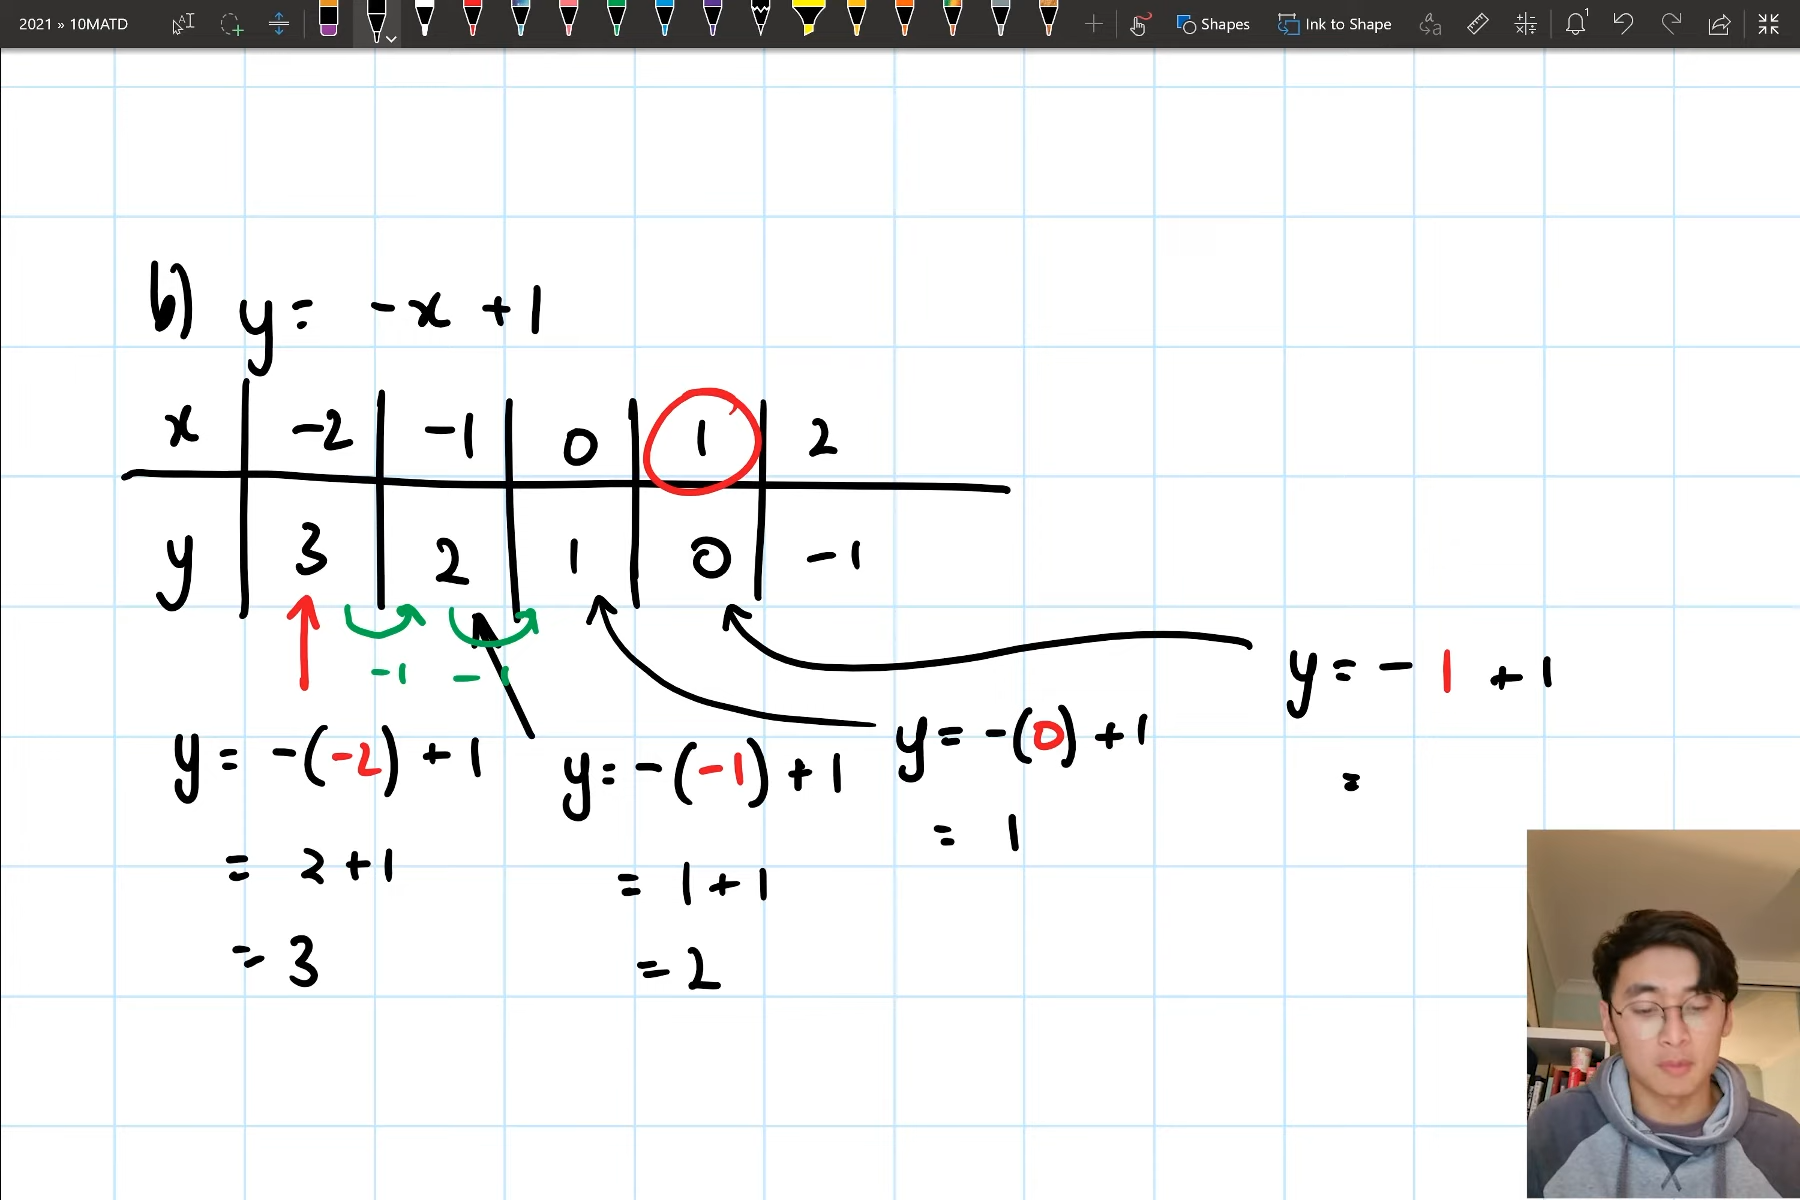 2021 » 10MATD
Shapes
Ink to Shape
1
b) y = -x + 1
x -2 -1 0 1 2
y 3 2 1 0 -1
-1 -1
y = -(-2) + 1
= 2 + 1
= 3
y = -(-1) + 1
= 1 + 1
= 2
y = -(0) + 1
= 1
y = - 1 + 1
=